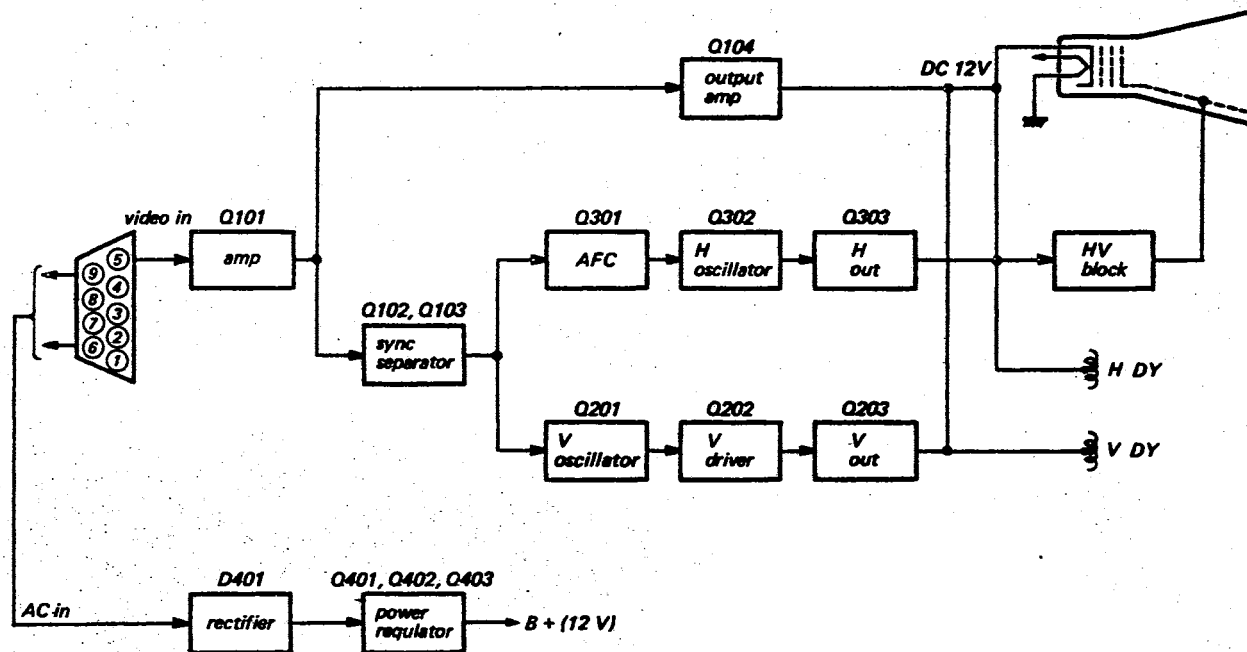 Q104
output
amp
DC 12V
video in
Q101
amp
5
9
4
8
3
7
2
6
1
Q102, Q103
sync
separator
Q301
AFC
Q302
H
oscillator
Q303
H
out
HV
block
H DY
Q201
V
oscillator
Q202
V
driver
Q203
V
out
V DY
AC in
D401
rectifier
Q401, Q402, Q403
power
requlator
B + (12 V)